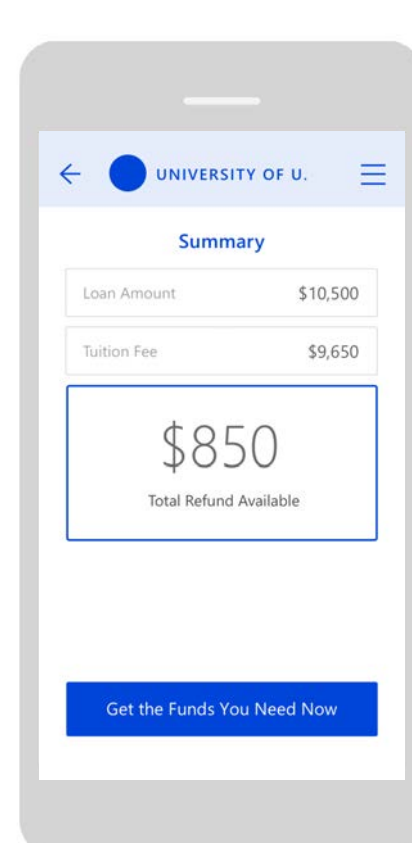 UNIVERSITY OF U.
Summary
Loan Amount $10,500
Tuition Fee $9,650
$850
Total Refund Available
Get the Funds You Need Now